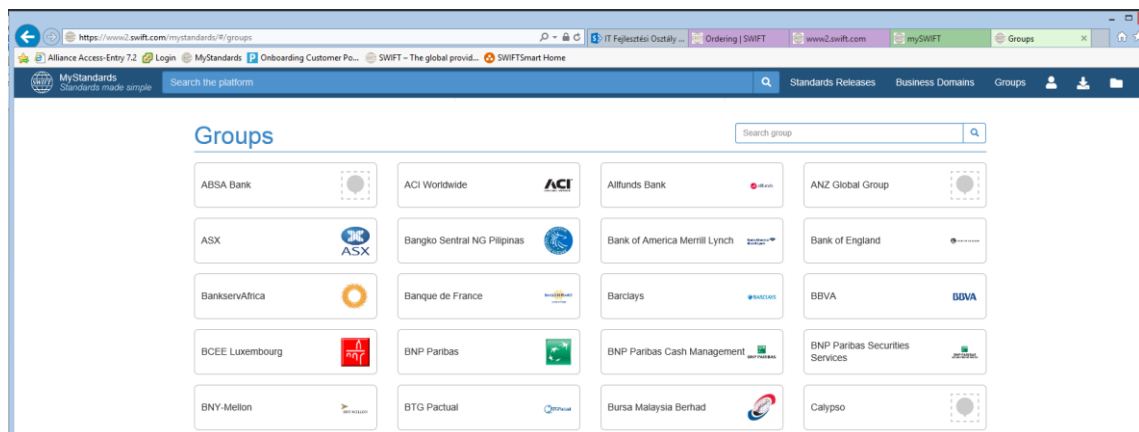 https://www2.swift.com/mystandards/#/groups
IT Fejlesztési Osztály ...
Ordering | SWIFT
www2.swift.com
mySWIFT
Groups
Alliance Access-Entry 7.2
Login
MyStandards
Onboarding Customer Po...
SWIFT – The global provid...
SWIFTSmart Home
MyStandards
Standards made simple
Search the platform
Standards Releases
Business Domains
Groups
Groups
Search group
ABSA Bank
ACI Worldwide
ACI
Allfunds Bank
allfunds
ANZ Global Group
ASX
ASX
Bangko Sentral NG Pilipinas
Bank of America Merrill Lynch
Bank of England
BankservAfrica
Banque de France
Barclays
BARCLAYS
BBVA
BBVA
BCEE Luxembourg
BNP Paribas
BNP Paribas Cash Management
BNP PARIBAS
BNP Paribas Securities
Services
BNY-Mellon
BTG Pactual
BTGPactual
Bursa Malaysia Berhad
Calypso